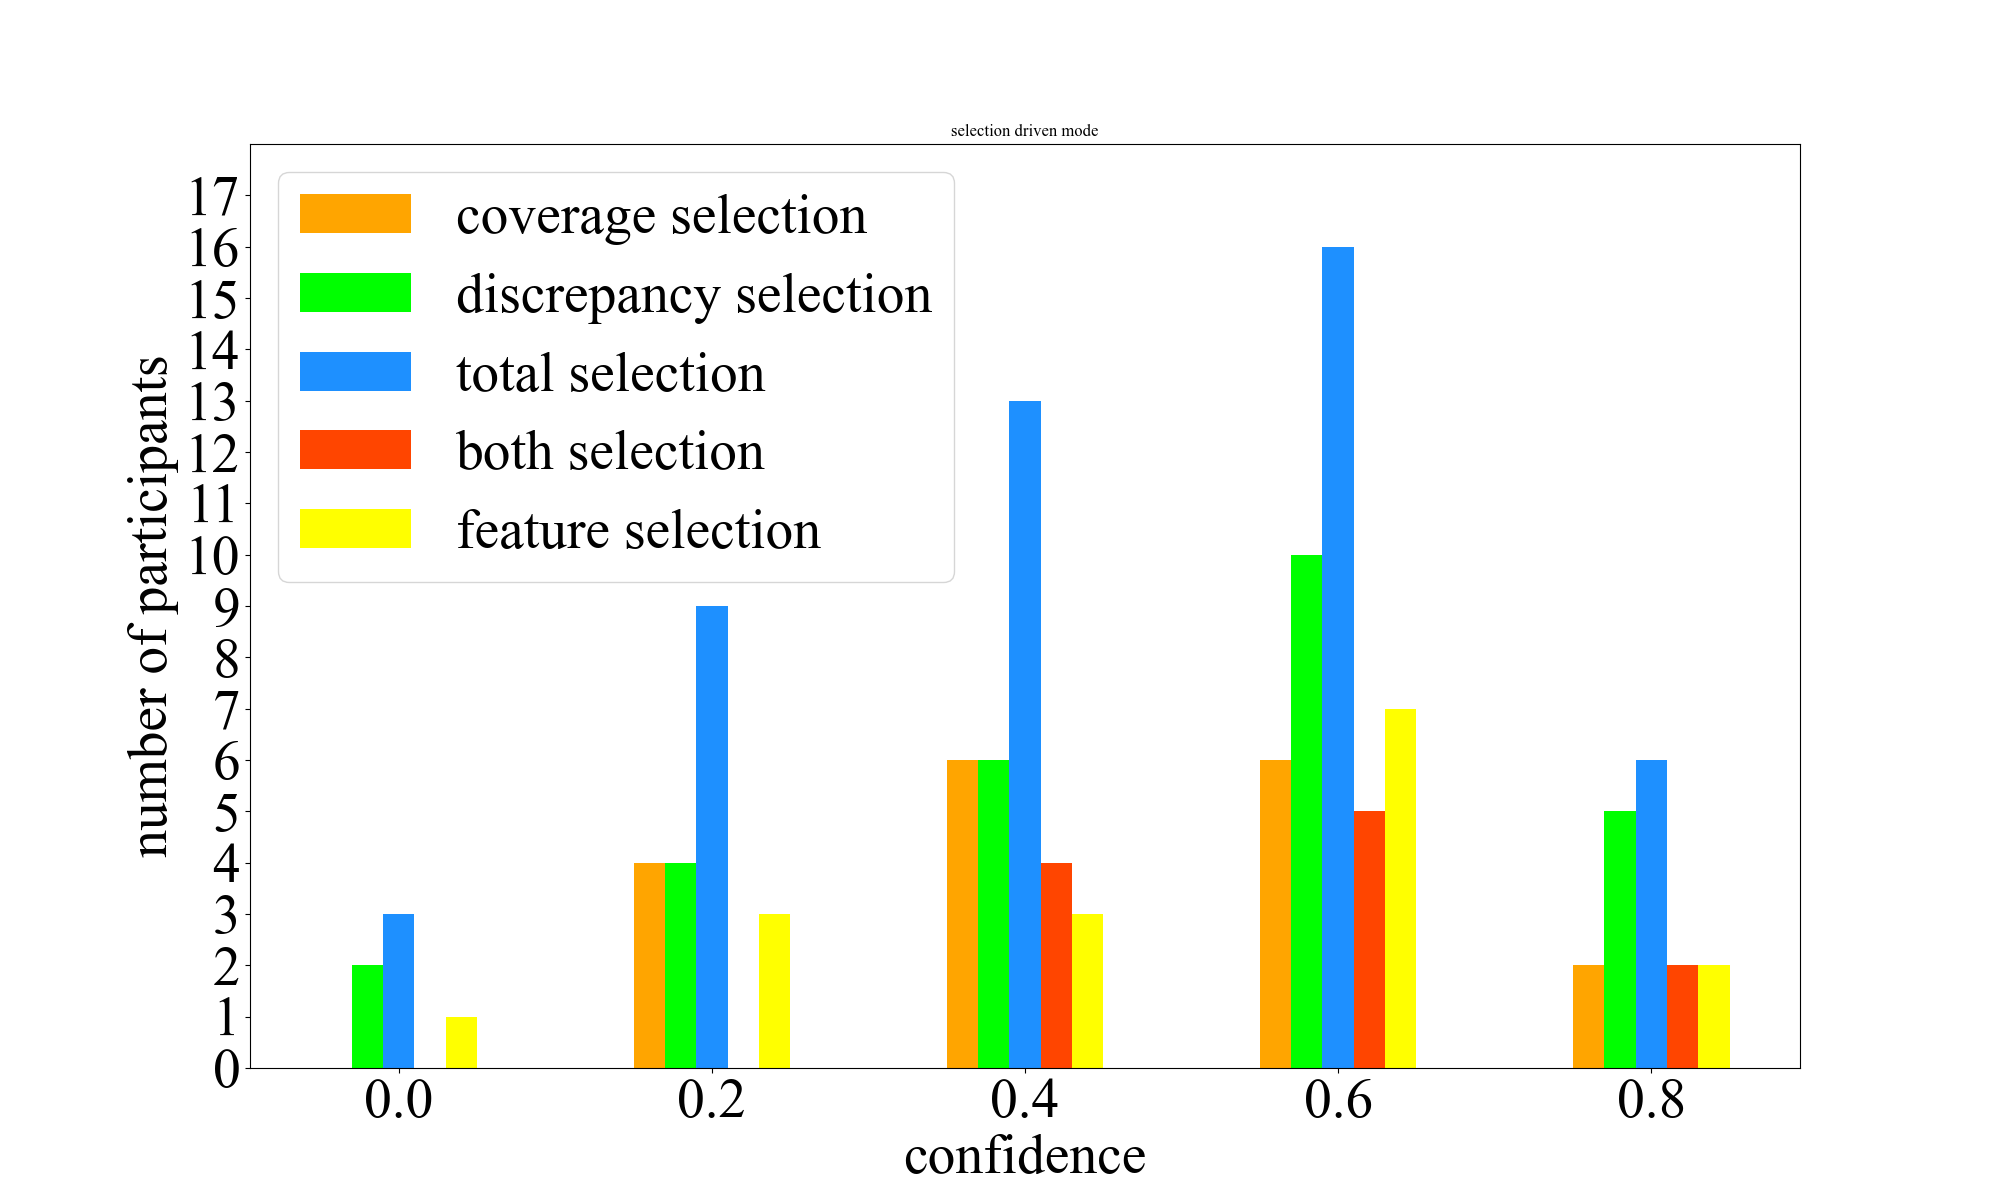 selection driven mode
17
16
15
14
13
12
11
10
9
8
7
6
5
4
3
2
1
0
number of participants
coverage selection
discrepancy selection
total selection
both selection
feature selection
0.0 0.2 0.4 0.6 0.8
confidence